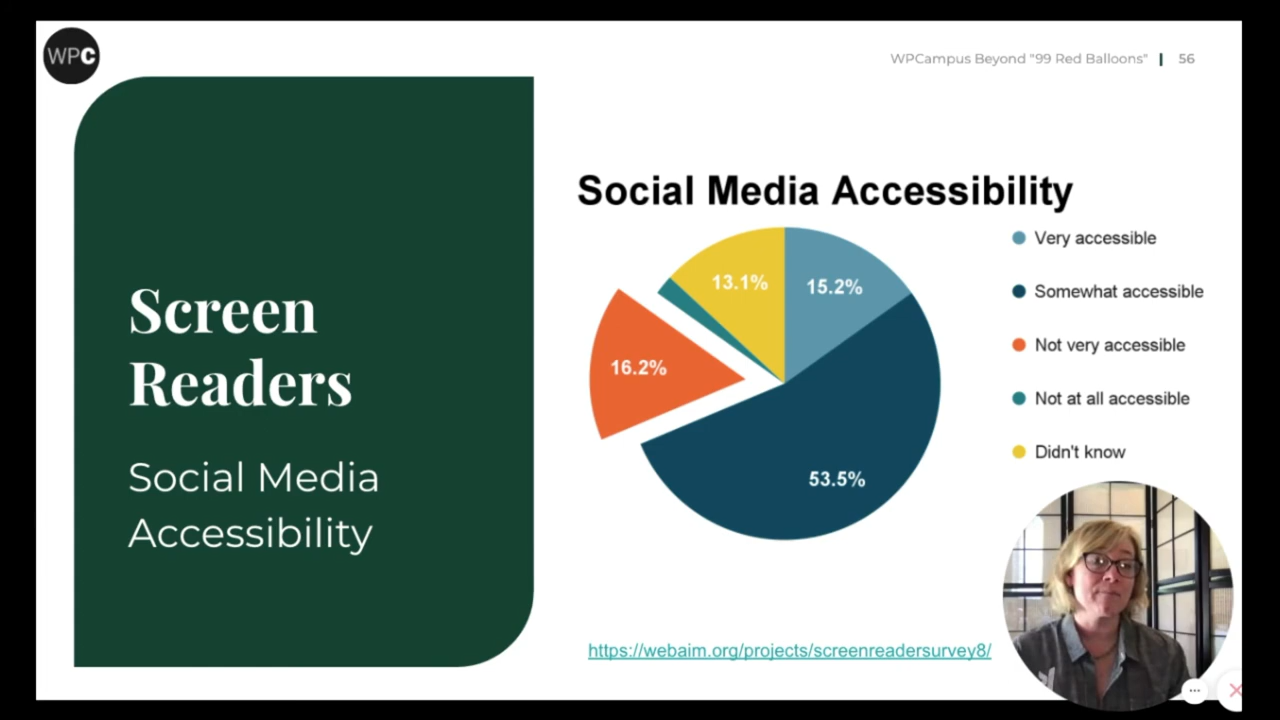 WPC
WPCampus Beyond "99 Red Balloons" | 56
Screen
Readers
Social Media
Accessibility
Social Media Accessibility
13.1%
15.2%
16.2%
53.5%
Very accessible
Somewhat accessible
Not very accessible
Not at all accessible
Didn't know
https://webaim.org/projects/screenreadersurvey8/